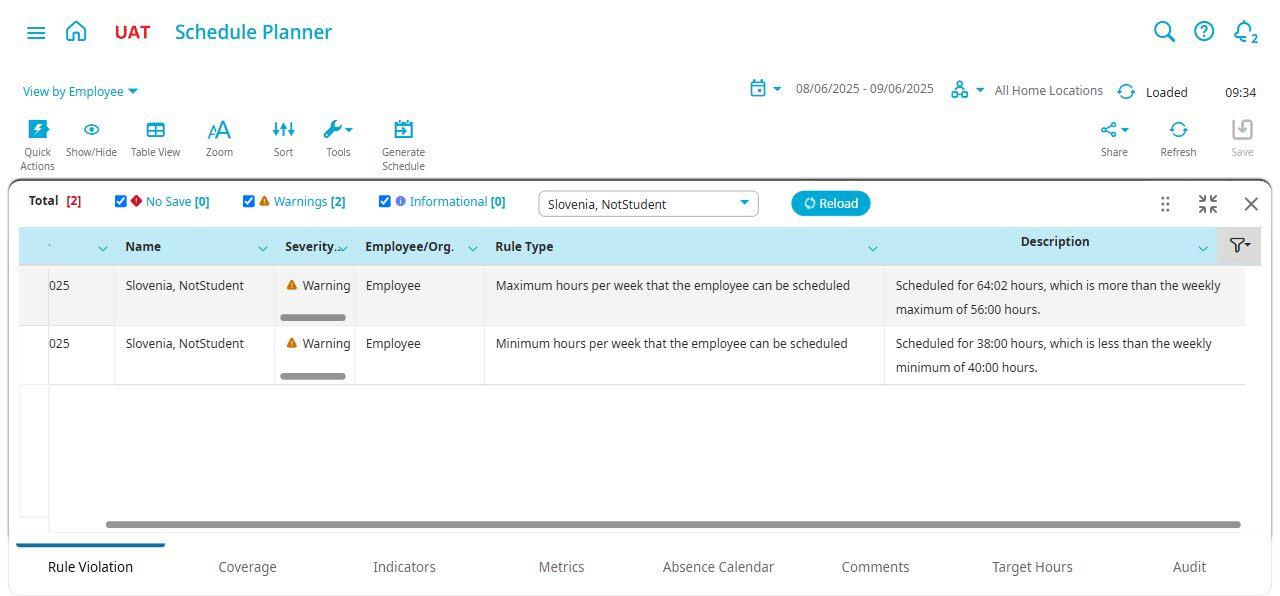 UAT Schedule Planner
2
View by Employee
08/06/2025 - 09/06/2025 All Home Locations Loaded 09:34
Quick Actions
Show/Hide
Table View
Zoom
Sort
Tools
Generate Schedule
Share
Refresh
Save
Total [2] No Save [0] Warnings [2] Informational [0] Slovenia, NotStudent Reload
Name Severity... Employee/Org. Rule Type Description
025 Slovenia, NotStudent Warning Employee Maximum hours per week that the employee can be scheduled Scheduled for 64:02 hours, which is more than the weekly
maximum of 56:00 hours.
025 Slovenia, NotStudent Warning Employee Minimum hours per week that the employee can be scheduled Scheduled for 38:00 hours, which is less than the weekly
minimum of 40:00 hours.
Rule Violation Coverage Indicators Metrics Absence Calendar Comments Target Hours Audit